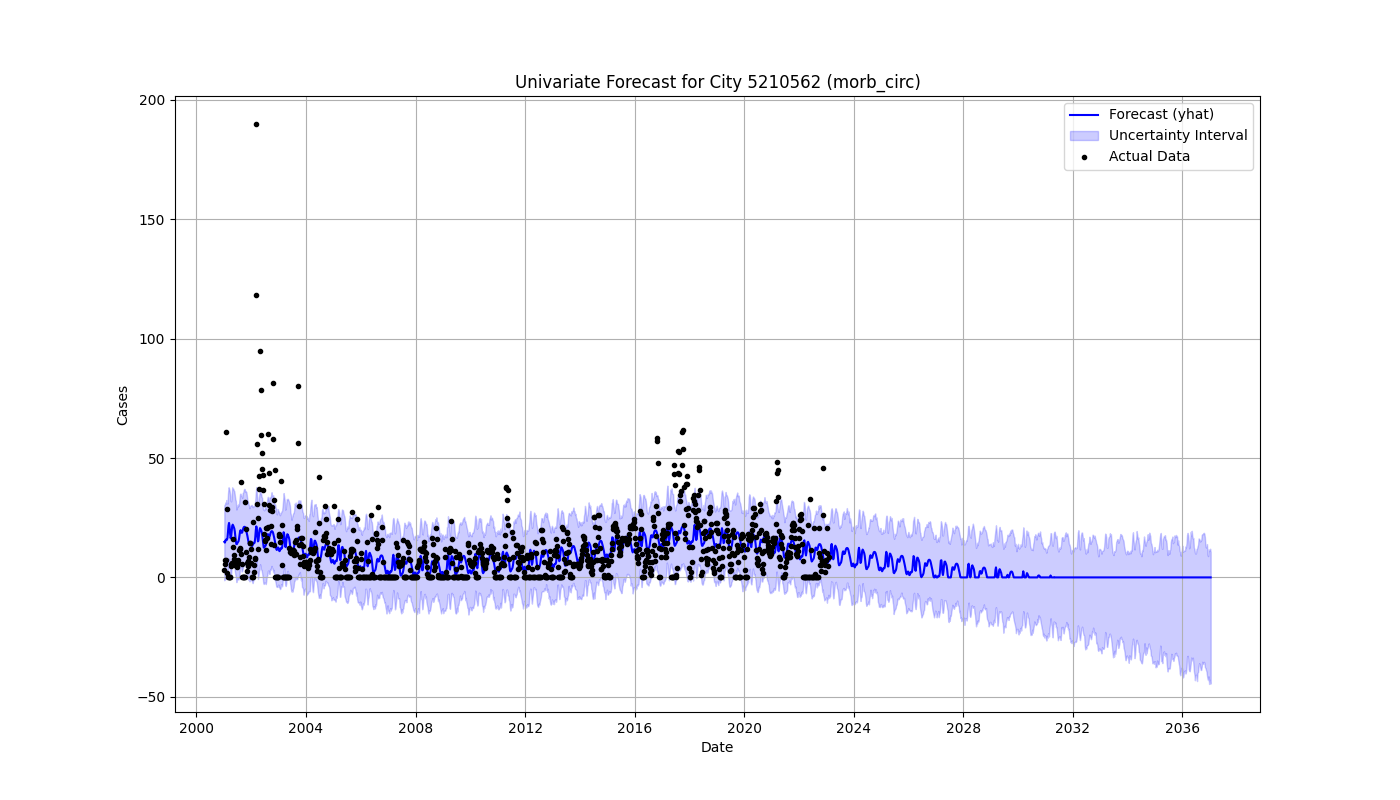 Univariate Forecast for City 5210562 (morb_circ)
Forecast (yhat)
Uncertainty Interval
Actual Data
200
150
100
50
0
−50
Cases
2000 2004 2008 2012 2016 2020 2024 2028 2032 2036
Date